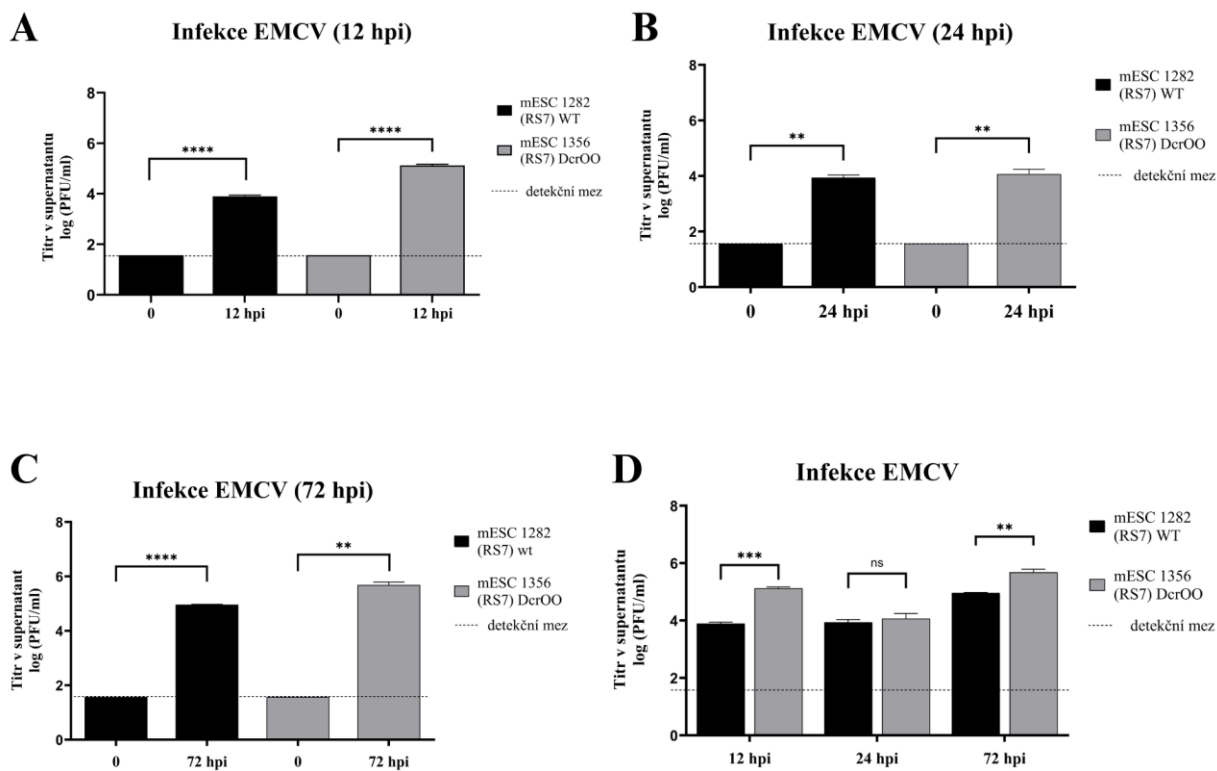 A
Infekce EMCV (12 hpi)
Titr v supernatantu
log (PFU/ml)
8
6
4
2
0
****
****
0
12 hpi
0
12 hpi
mESC 1282
(RS7) WT
mESC 1356
(RS7) DcrOO
detekční mez
B
Infekce EMCV (24 hpi)
Titr v supernatantu
log (PFU/ml)
8
6
4
2
0
**
**
0
24 hpi
0
24 hpi
mESC 1282
(RS7) WT
mESC 1356
(RS7) DcrOO
detekční mez
C
Infekce EMCV (72 hpi)
Titr v supernatant
log (PFU/ml)
8
6
4
2
0
****
**
0
72 hpi
0
72 hpi
mESC 1282
(RS7) wt
mESC 1356
(RS7) DcrOO
detekční mez
D
Infekce EMCV
Titr v supernatantu
log (PFU/ml)
8
6
4
2
0
***
ns
**
12 hpi
24 hpi
72 hpi
mESC 1282
(RS7) WT
mESC 1356
(RS7) DcrOO
detekční mez